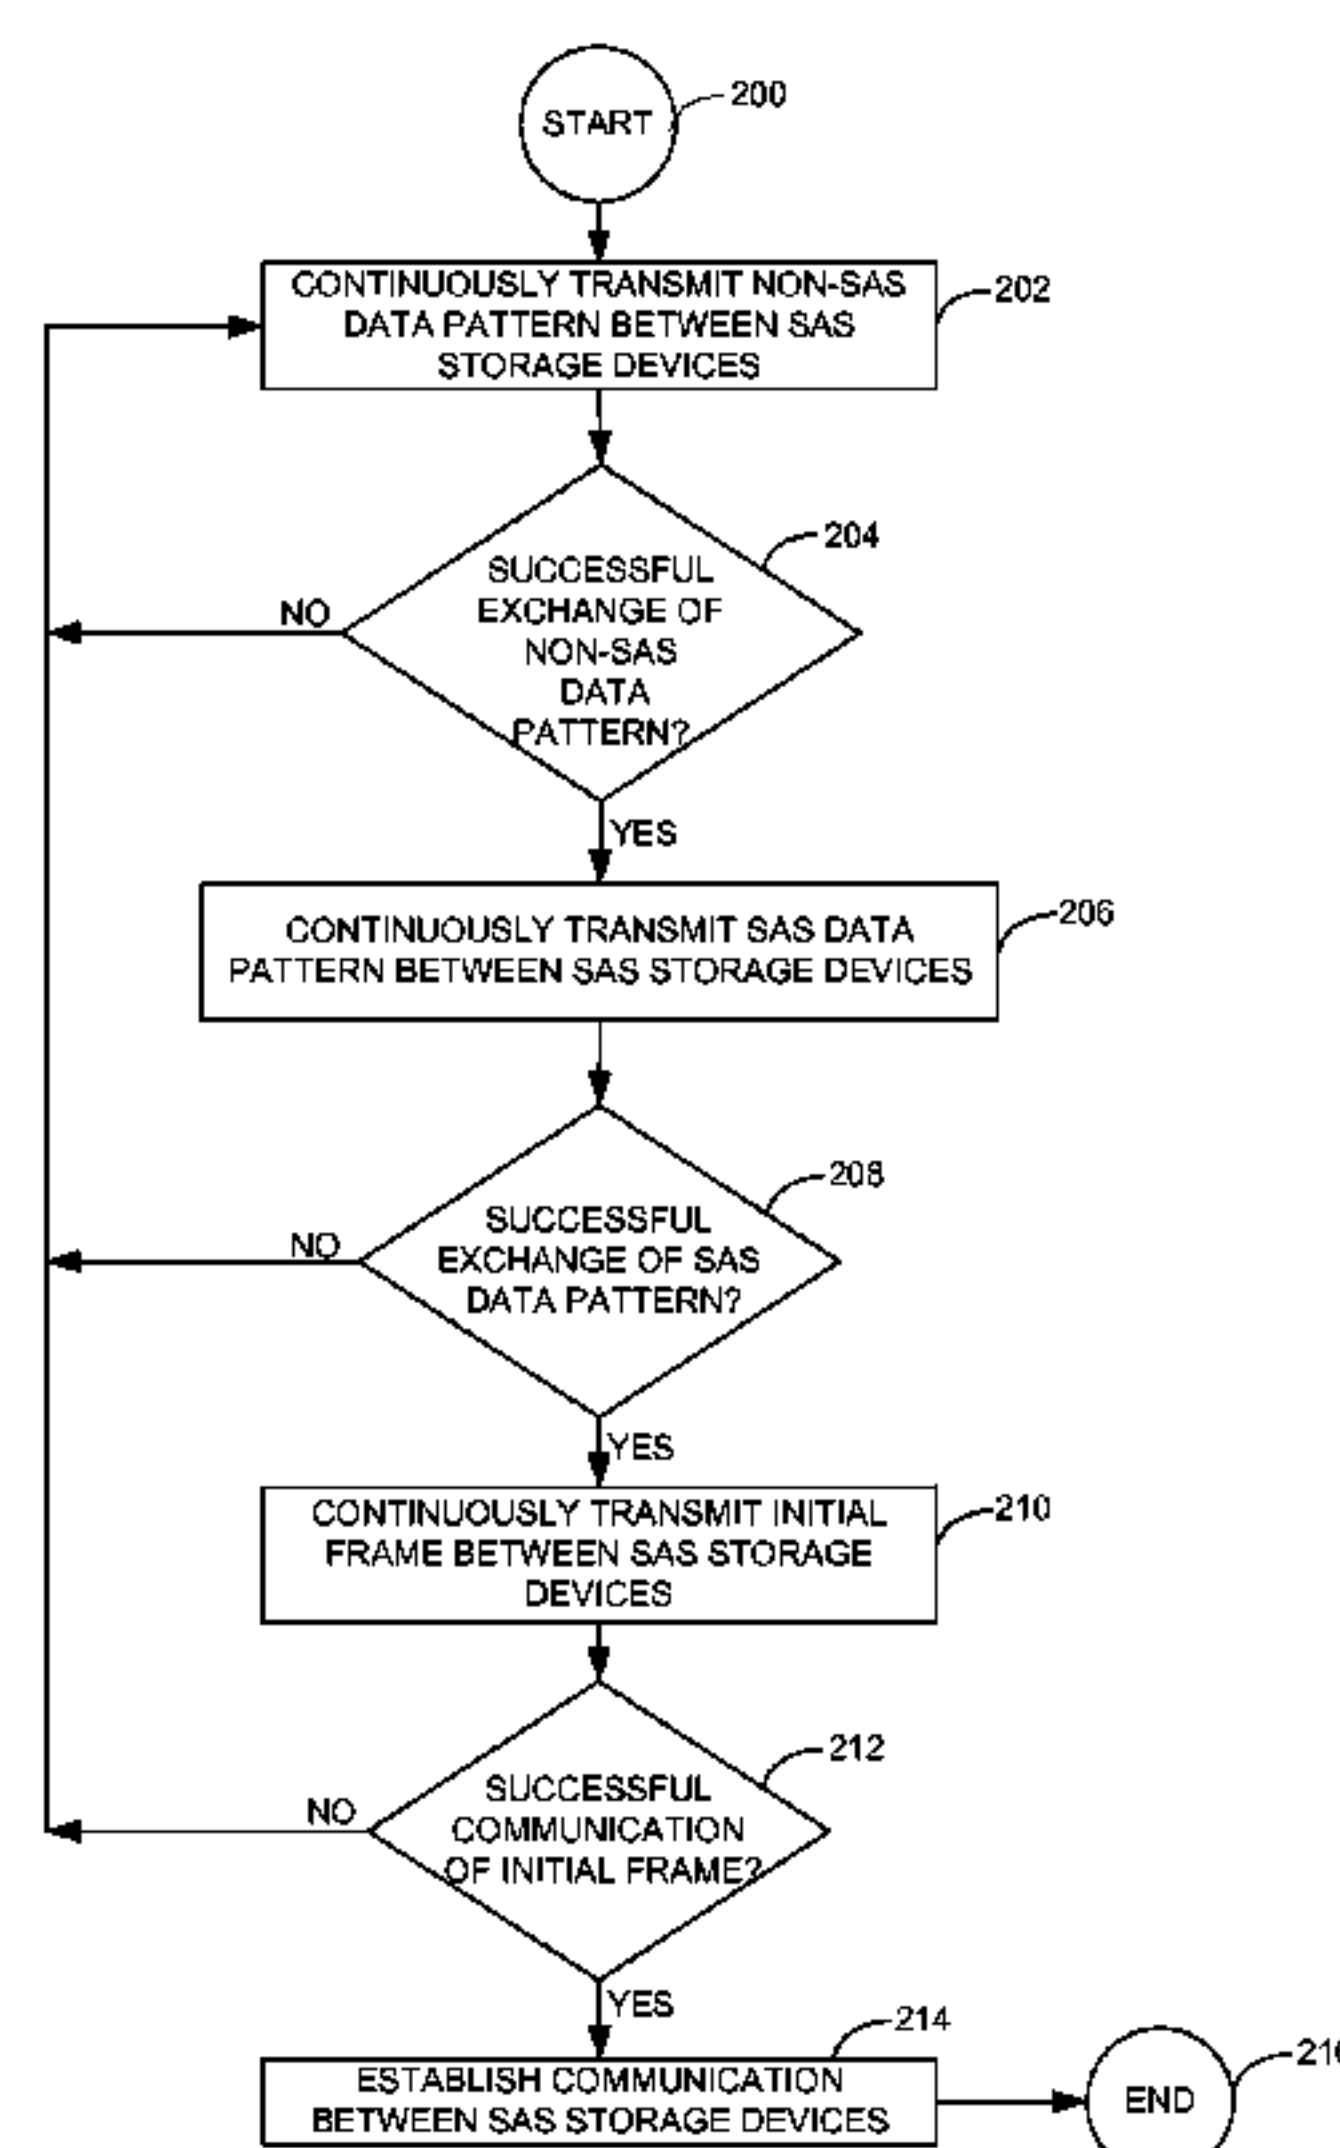 START
200
CONTINUOUSLY TRANSMIT NON-SAS
DATA PATTERN BETWEEN SAS
STORAGE DEVICES
202
204
SUCCESSFUL
EXCHANGE OF
NON-SAS
DATA
PATTERN?
NO
YES
CONTINUOUSLY TRANSMIT SAS DATA
PATTERN BETWEEN SAS STORAGE DEVICES
206
208
SUCCESSFUL
EXCHANGE OF SAS
DATA PATTERN?
NO
YES
CONTINUOUSLY TRANSMIT INITIAL
FRAME BETWEEN SAS STORAGE
DEVICES
210
212
SUCCESSFUL
COMMUNICATION
OF INITIAL FRAME?
NO
YES
214
ESTABLISH COMMUNICATION
BETWEEN SAS STORAGE DEVICES
END